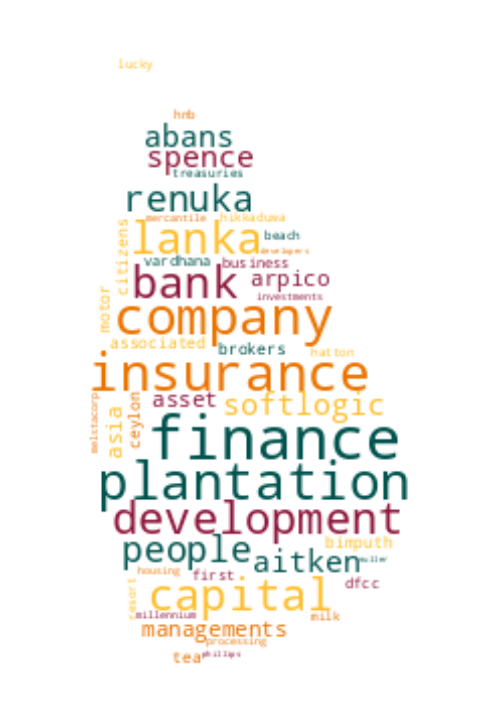 lucky
hnb
abans
spence
treasuries
renuka
mercantile hikkaduwa
citizens
lanka
beach
developers
vardhana business
bank arpico
investments
motor
company
associated brokers hatton
insurance
melstacorp
asia
ceylon
asset softlogic
finance
plantation
development
people aitken
bimputh
muller
housing first dfcc
resort
capital
millennium milk
managements
processing
tea phillips